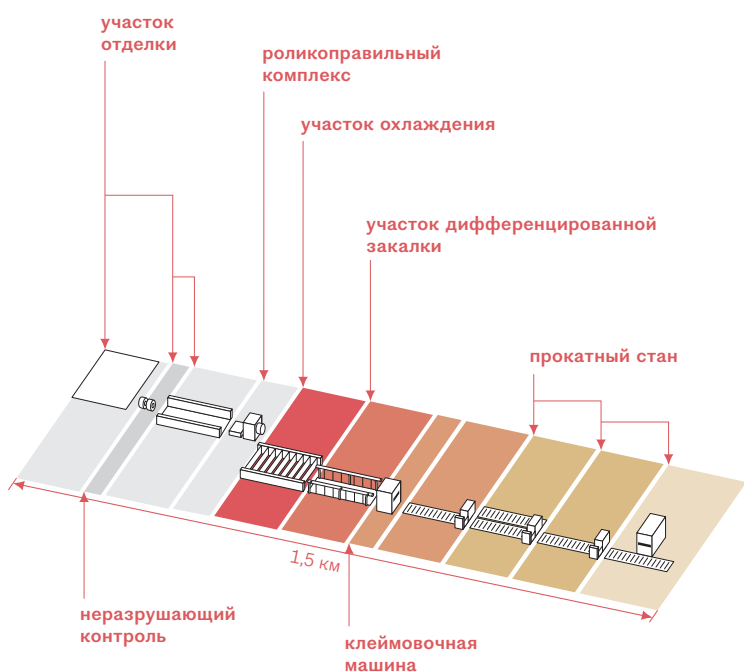 участок
отделки
роликоправильный
комплекс
участок охлаждения
участок дифференцированной
закалки
прокатный стан
1,5 км
неразрушающий
контроль
клеймовочная
машина